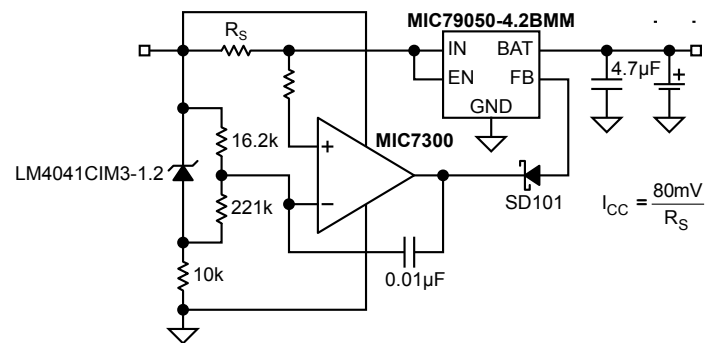 MIC79050-4.2BMM
R_S
IN
BAT
EN
FB
GND
4.7µF
+
16.2k
MIC7300
+
LM4041CIM3-1.2
221k
−
SD101
I_CC = 80mV / R_S
10k
0.01µF